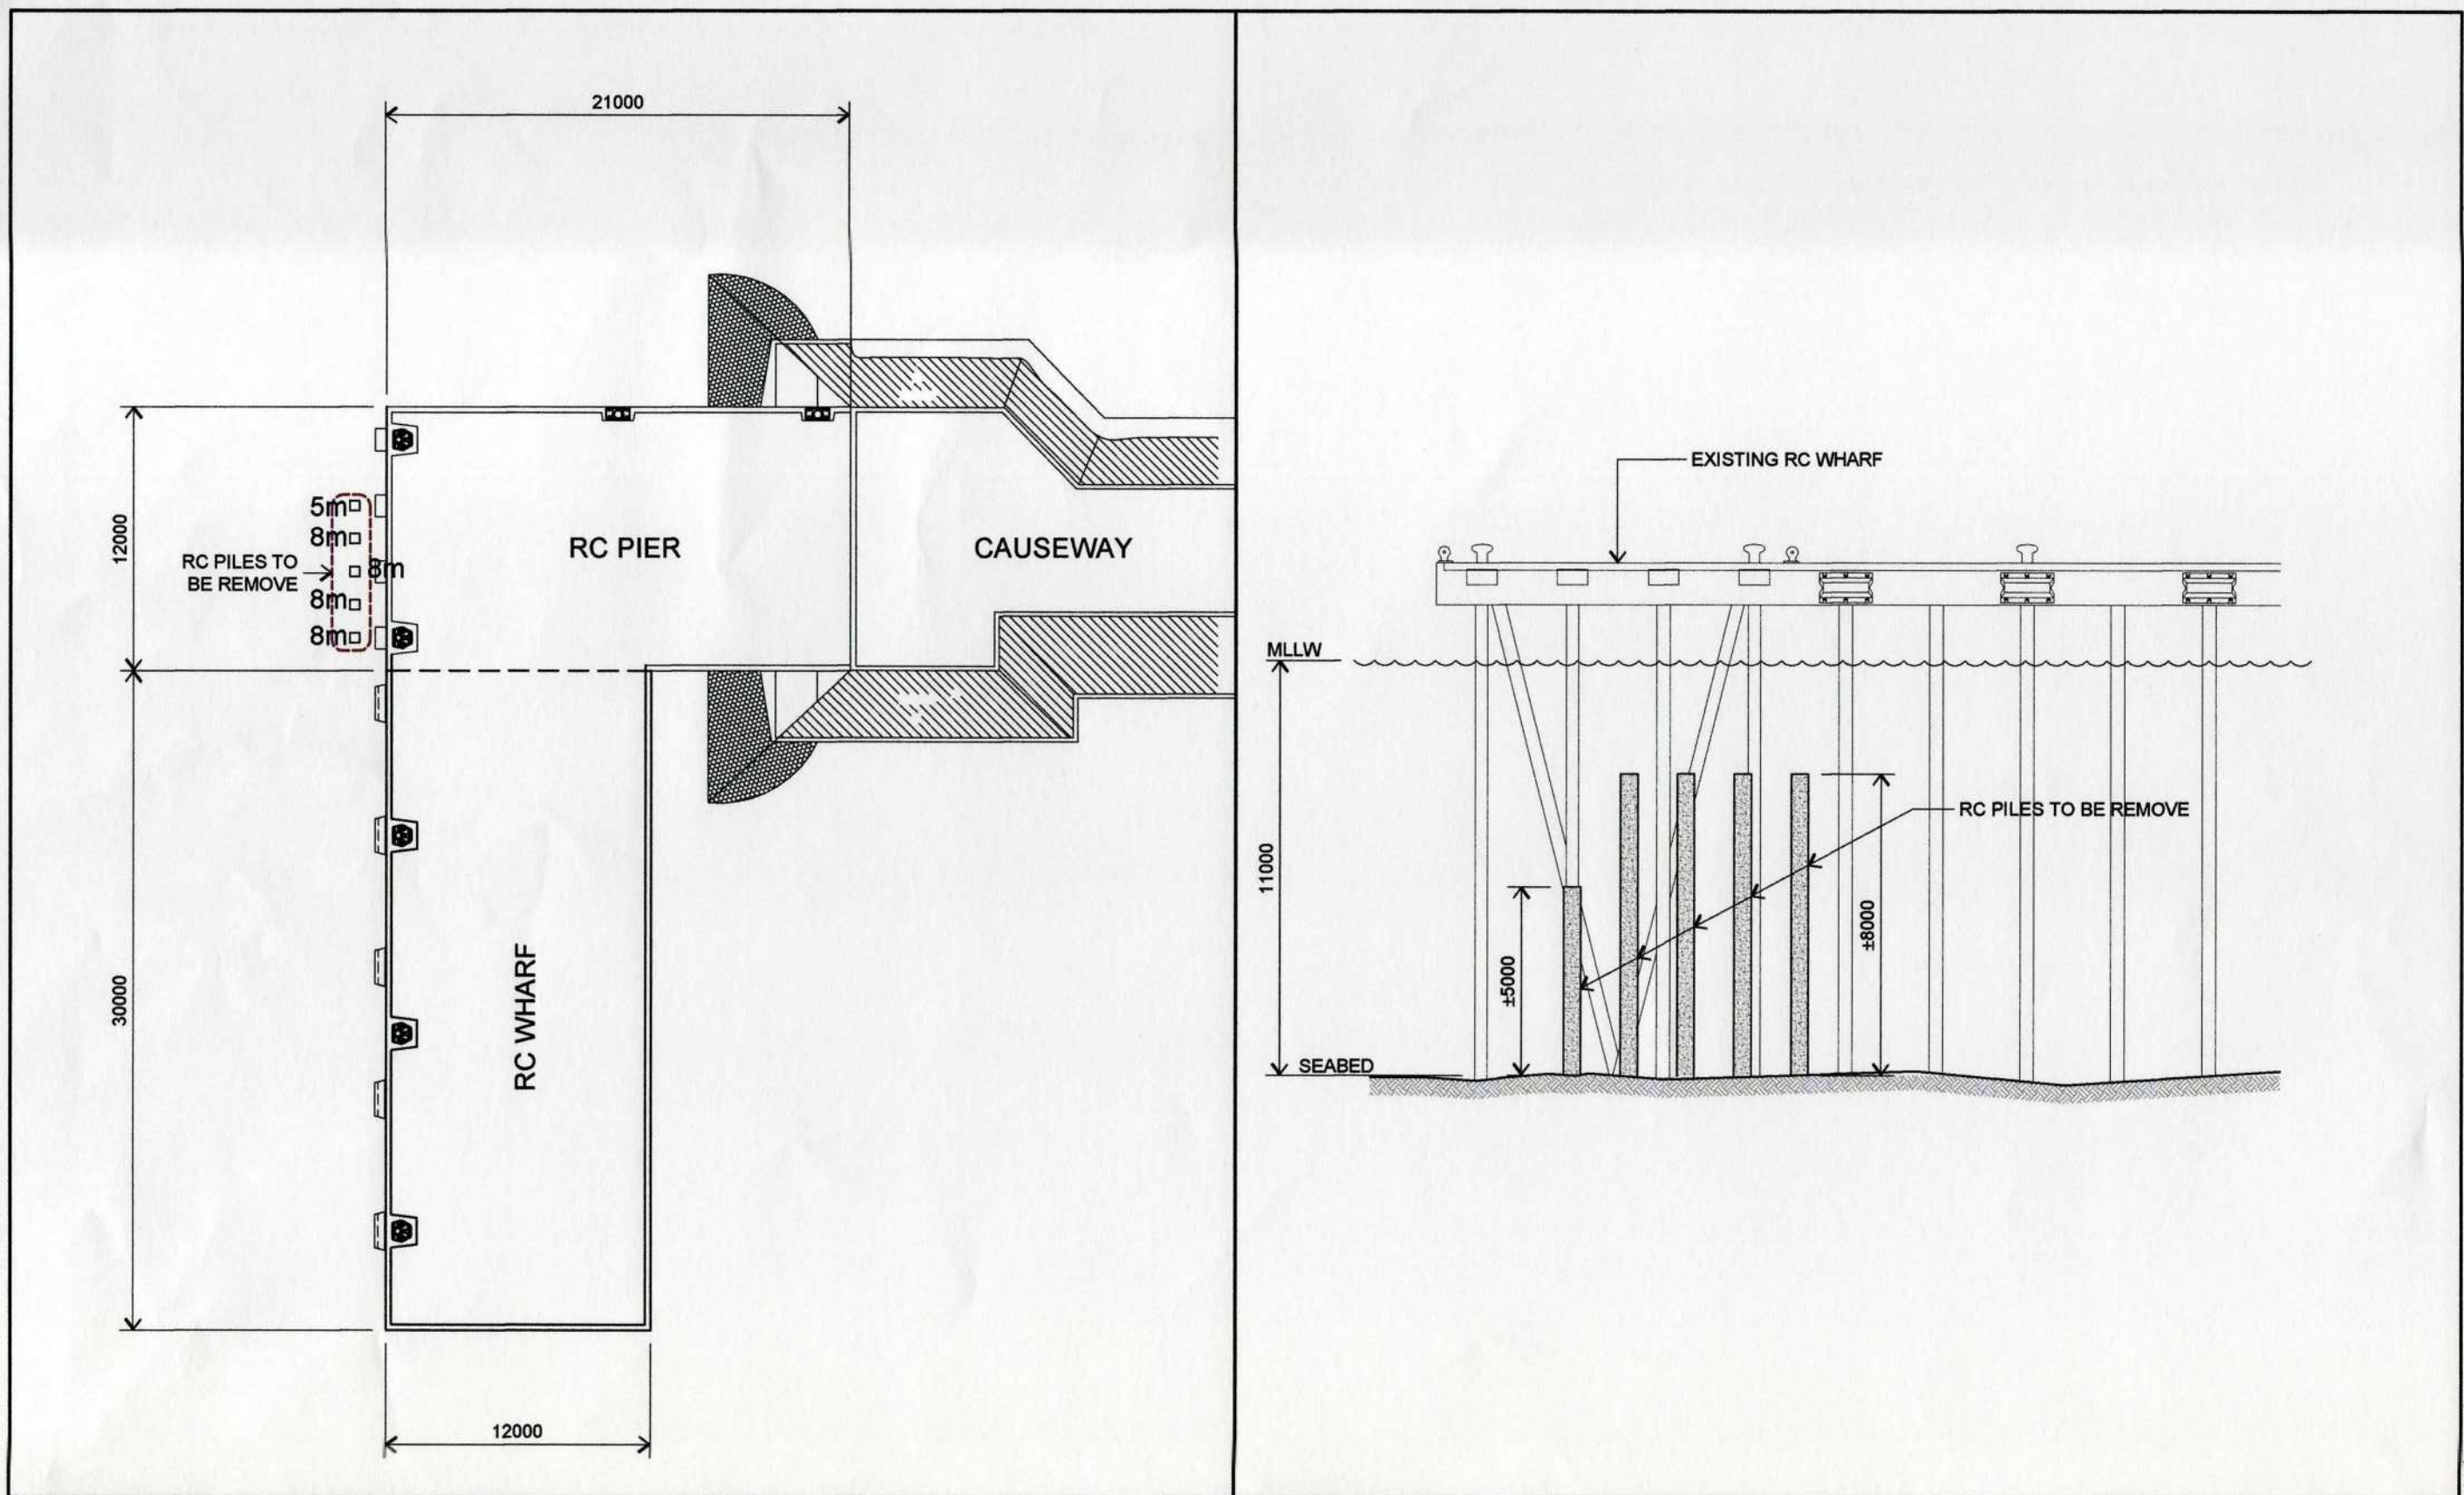 21000
12000
5m
8m
8m
8m
8m
RC PILES TO
BE REMOVE
RC PIER
CAUSEWAY
30000
RC WHARF
12000
EXISTING RC WHARF
MLLW
11000
RC PILES TO BE REMOVE
±5000
±8000
SEABED